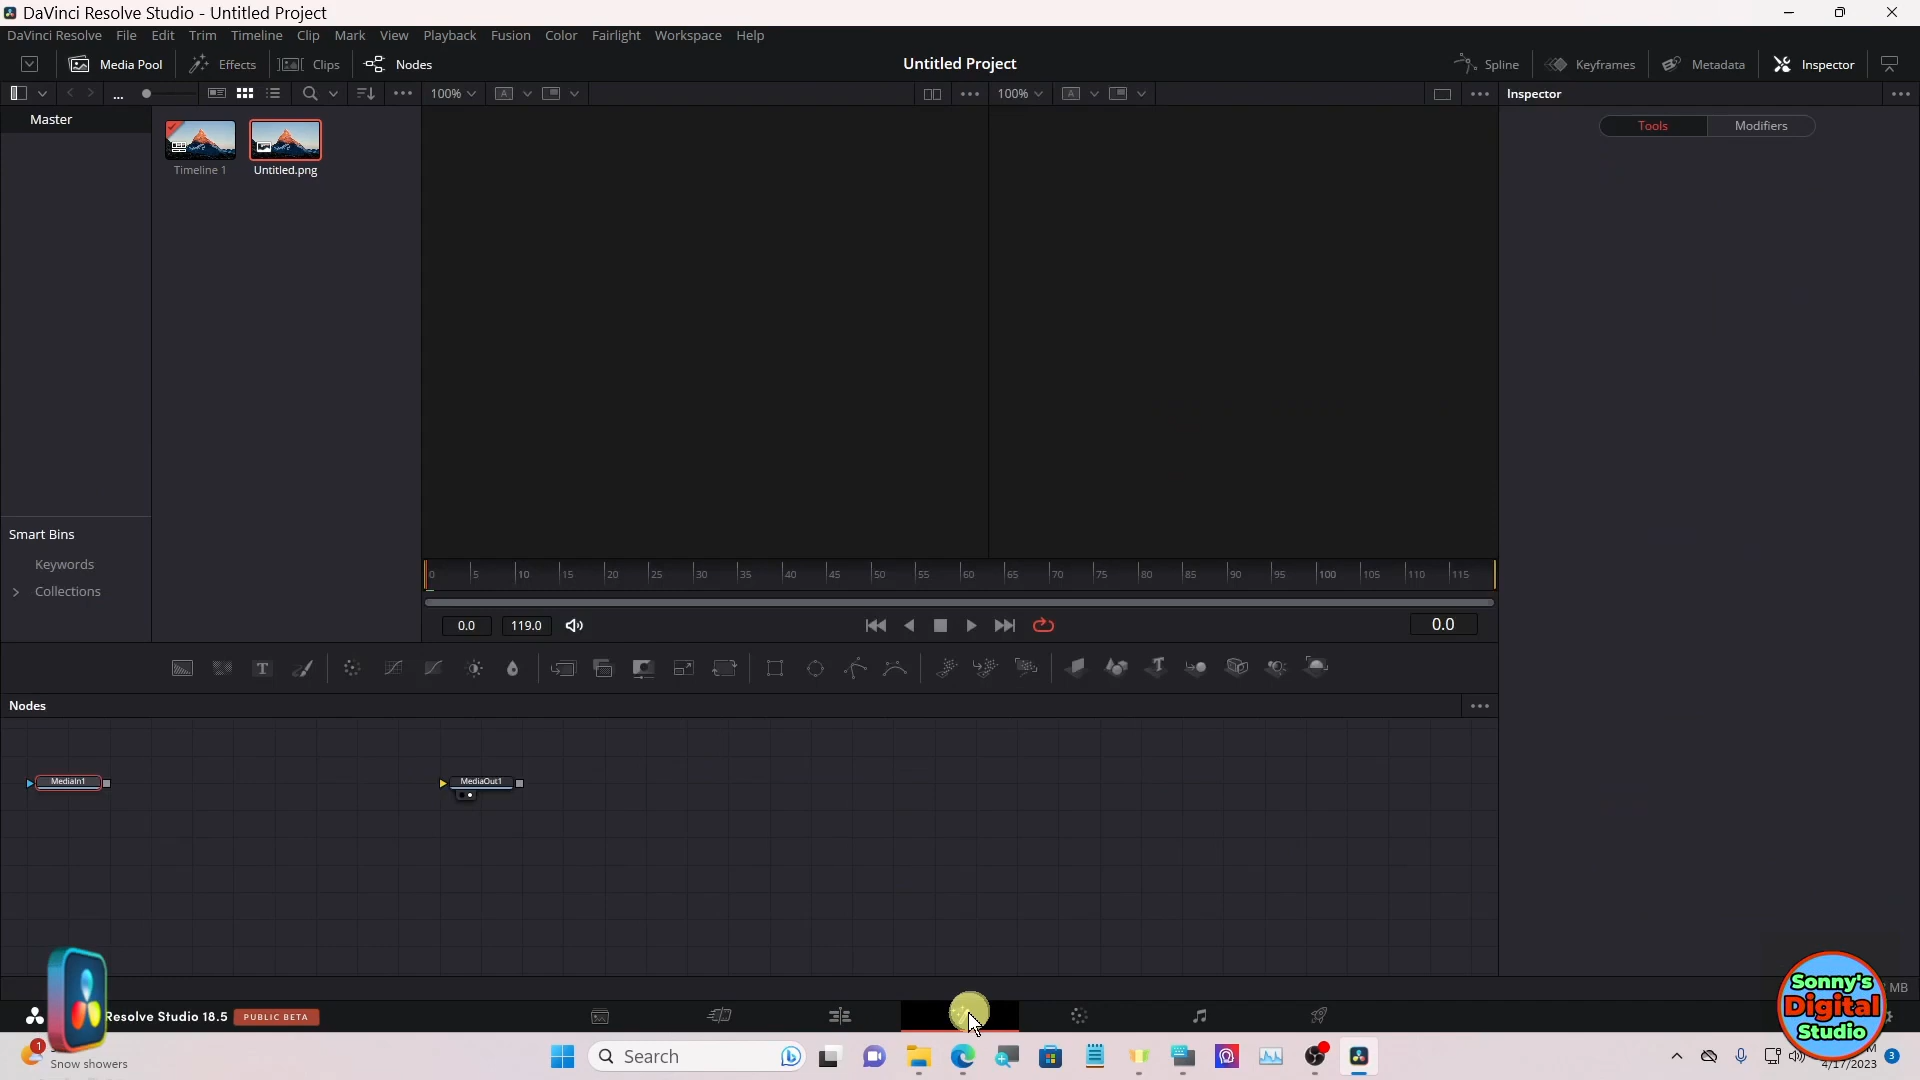 DaVinci Resolve Studio - Untitled Project
DaVinci Resolve File Edit Trim Timeline Clip Mark View Playback Fusion Color Fairlight Workspace Help
Media Pool Effects Clips Nodes Untitled Project Spline Keyframes Metadata Inspector
... 100% A 100% A Inspector
Master Tools Modifiers
Timeline 1 Untitled.png
Smart Bins
Keywords
Collections
0 5 10 15 20 25 30 35 40 45 50 55 60 65 70 75 80 85 90 95 100 105 110 115
0.0 119.0 0.0
T
Nodes
MediaIn1 MediaOut1
Sonny's
Digital
Studio
MB
Resolve Studio 18.5 PUBLIC BETA
1 Search 3
Snow showers 4/17/2023